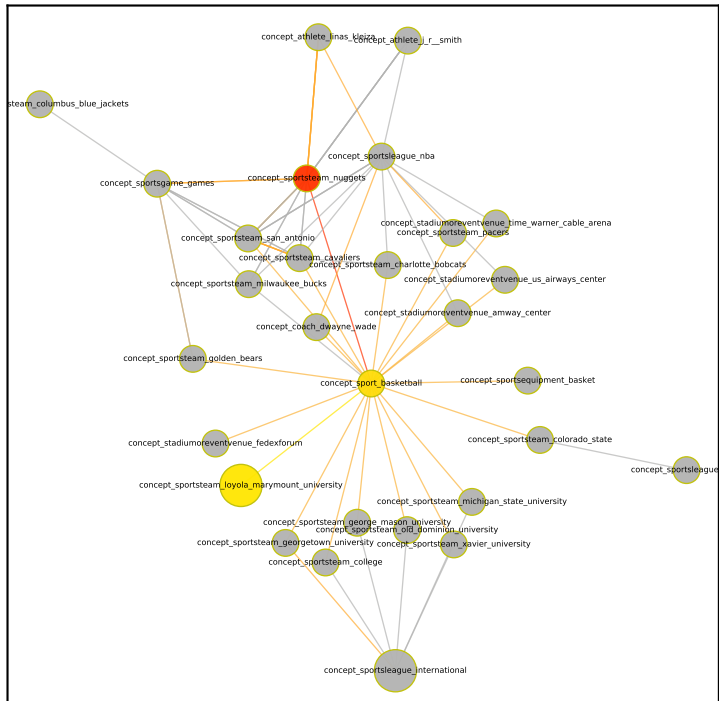 concept_athlete_linas_kleiza
concept_athlete_j_r__smith
steam_columbus_blue_jackets
concept_sportsleague_nba
concept_sportsteam_nuggets
concept_sportsgame_games
concept_stadiumoreventvenue_time_warner_cable_arena
concept_sportsteam_pacers
concept_sportsteam_san_antonio
concept_sportsteam_cavaliers
concept_sportsteam_charlotte_bobcats
concept_stadiumoreventvenue_us_airways_center
concept_sportsteam_milwaukee_bucks
concept_stadiumoreventvenue_amway_center
concept_coach_dwayne_wade
concept_sportsteam_golden_bears
concept_sport_basketball
concept_sportsequipment_basket
concept_stadiumoreventvenue_fedexforum
concept_sportsteam_colorado_state
concept_sportsleague
concept_sportsteam_loyola_marymount_university
concept_sportsteam_michigan_state_university
concept_sportsteam_george_mason_university
concept_sportsteam_old_dominion_university
concept_sportsteam_georgetown_university
concept_sportsteam_xavier_university
concept_sportsteam_college
concept_sportsleague_international